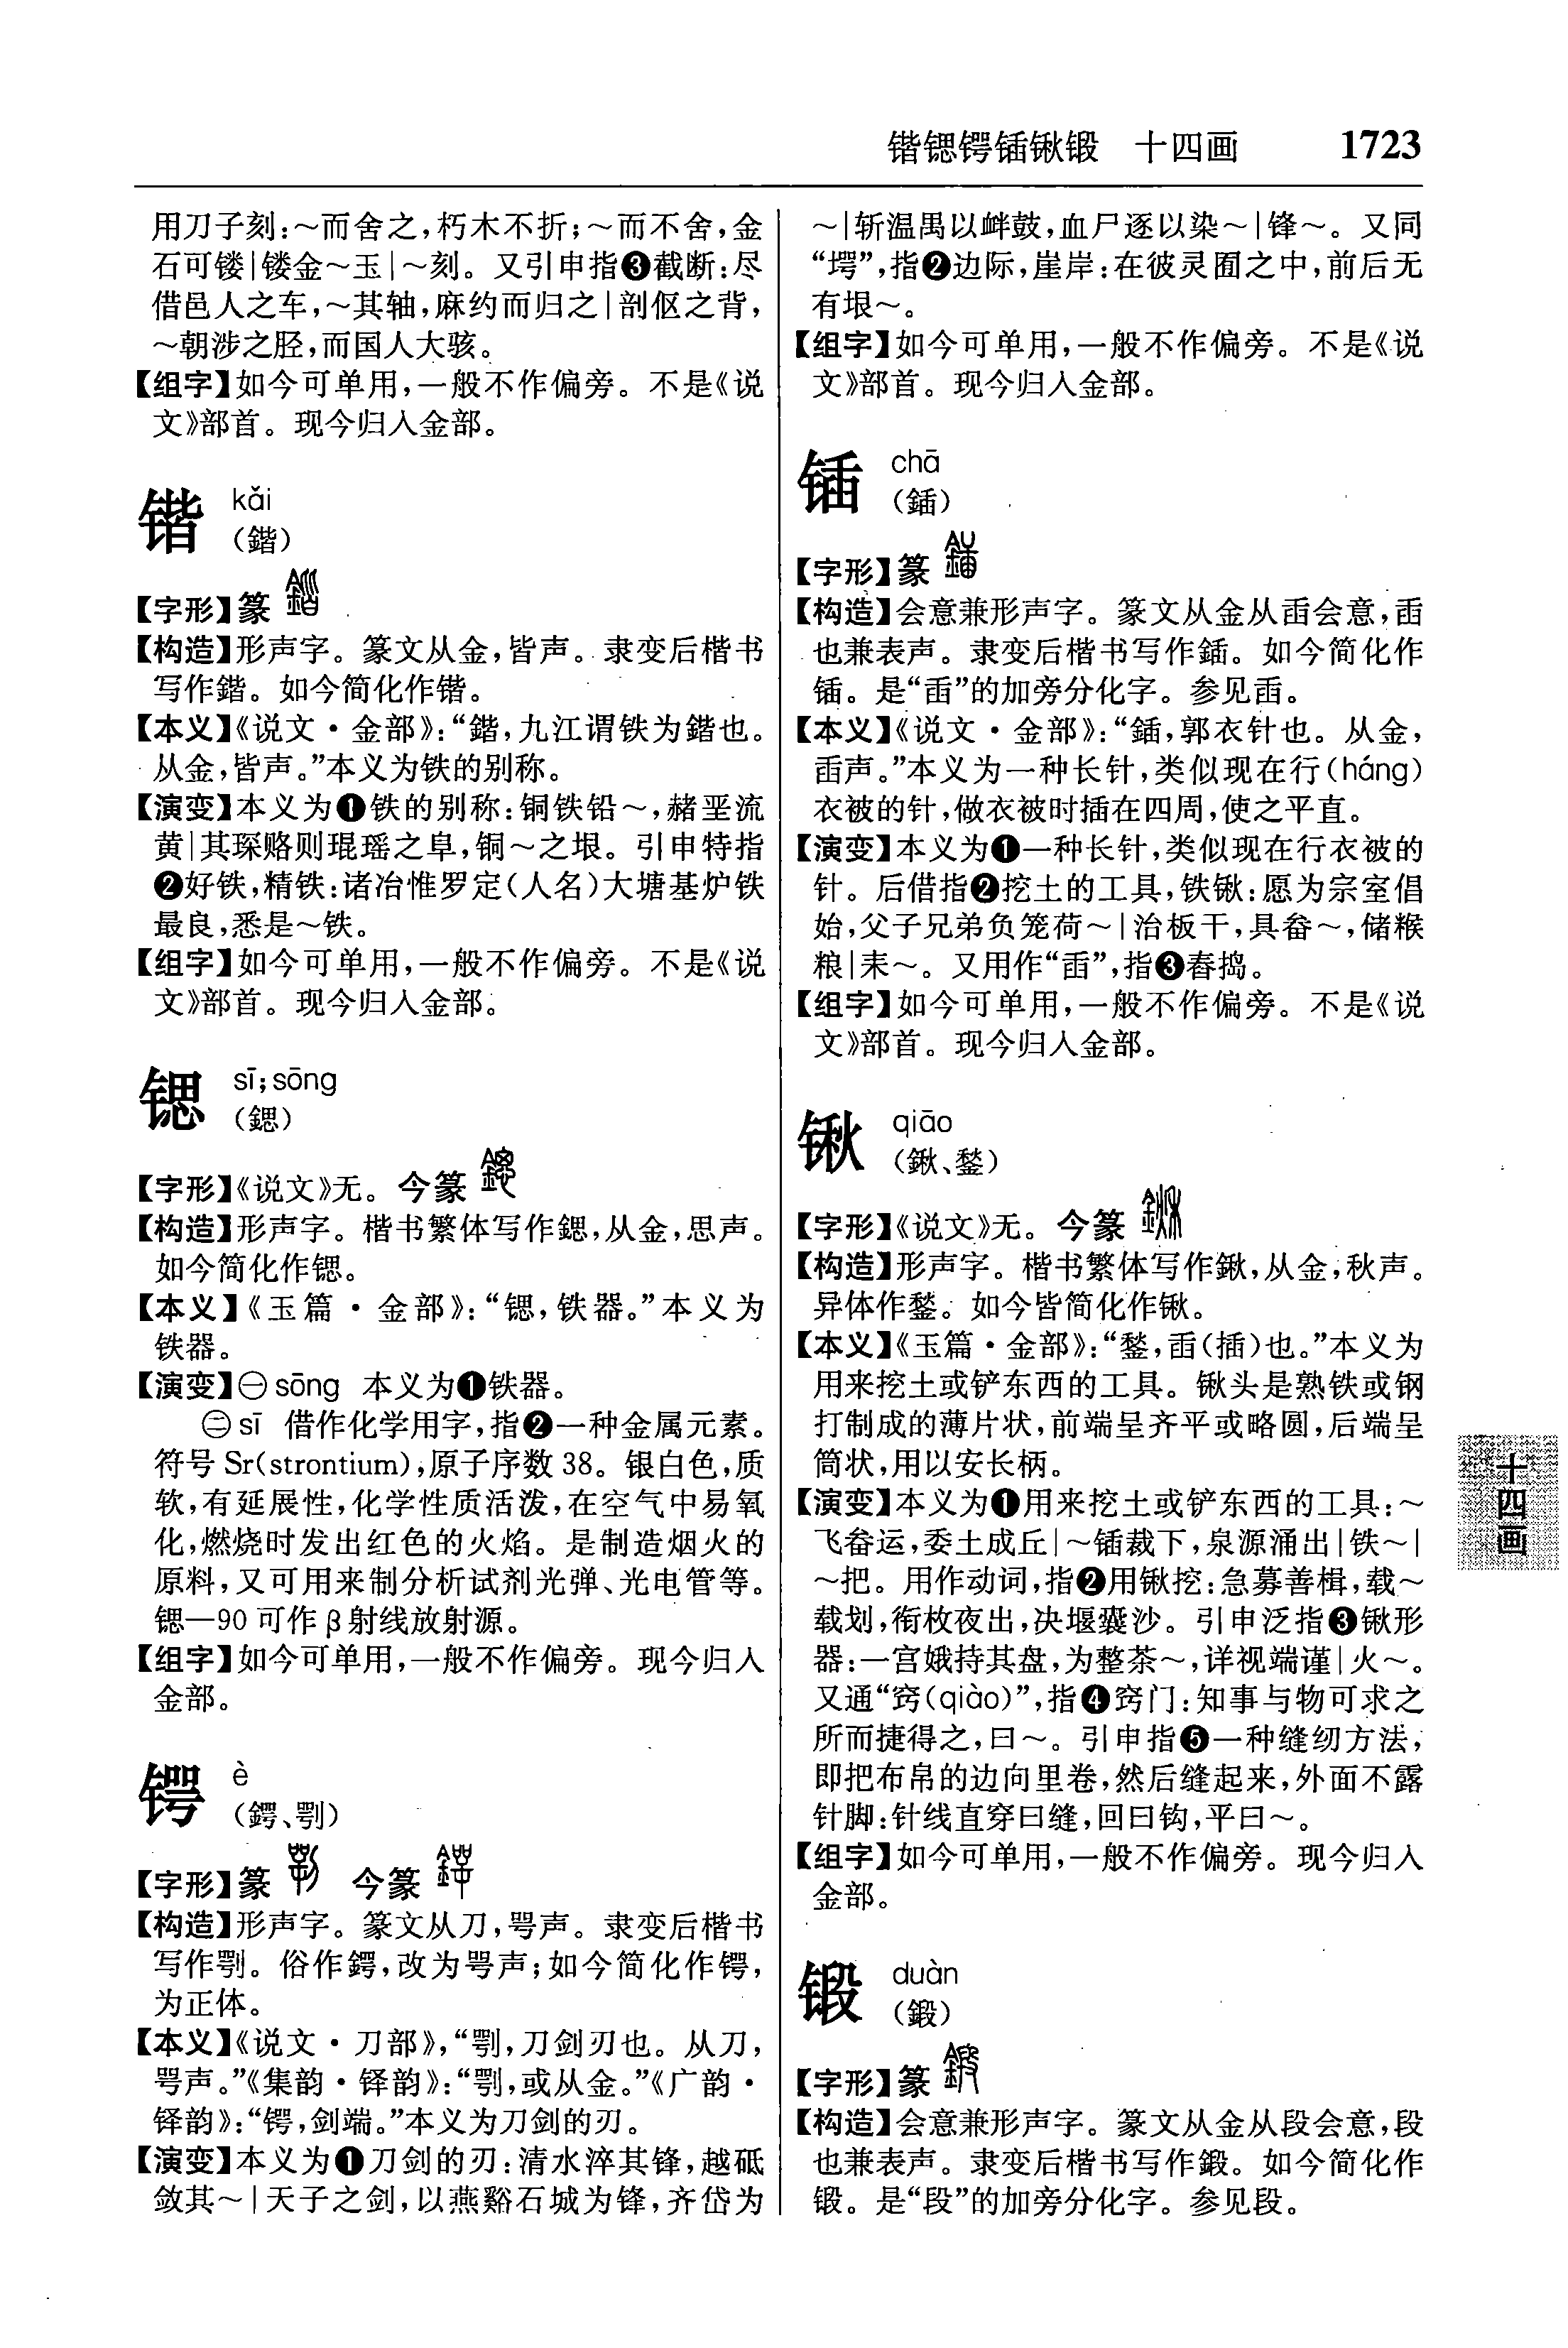 锴锶锷锸锹锻　十四画　1723
用刀子刻:～而舍之,朽木不折;～而不舍,金
石可镂|镂金～玉|～刻。又引申指❸截断:尽
借邑人之车,～其轴,麻约而归之|剖伛之背,
～朝涉之胫,而国人大骇。
【组字】如今可单用,一般不作偏旁。不是《说
文》部首。现今归入金部。
锴 kǎi
(鍇)
【字形】篆
【构造】形声字。篆文从金,皆声。隶变后楷书
写作鍇。如今简化作锴。
【本义】《说文·金部》:“鍇,九江谓铁为鍇也。
从金,皆声。”本义为铁的别称。
【演变】本义为❶铁的别称:铜铁铅～,赭垩流
黄|其琛赂则琨瑶之阜,铜～之垠。引申特指
❷好铁,精铁:诸冶惟罗定(人名)大塘基炉铁
最良,悉是～铁。
【组字】如今可单用,一般不作偏旁。不是《说
文》部首。现今归入金部。
锶 sī;sōng
(鍶)
【字形】《说文》无。今篆
【构造】形声字。楷书繁体写作鍶,从金,思声。
如今简化作锶。
【本义】《玉篇·金部》:“锶,铁器。”本义为
铁器。
【演变】㊀sōng 本义为❶铁器。
㊁sī 借作化学用字,指❷一种金属元素。
符号 Sr(strontium),原子序数 38。银白色,质
软,有延展性,化学性质活泼,在空气中易氧
化,燃烧时发出红色的火焰。是制造烟火的
原料,又可用来制分析试剂光弹、光电管等。
锶—90 可作β射线放射源。
【组字】如今可单用,一般不作偏旁。现今归入
金部。
锷 è
(鍔、剽)
【字形】篆　今篆
【构造】形声字。篆文从刀,咢声。隶变后楷书
写作㓵。俗作鍔,改为咢声;如今简化作锷,
为正体。
【本义】《说文·刀部》,“㓵,刀剑刃也。从刀,
咢声。”《集韵·铎韵》:“㓵,或从金。”《广韵·
铎韵》:“锷,剑端。”本义为刀剑的刃。
【演变】本义为❶刀剑的刃:清水淬其锋,越砥
敛其～|天子之剑,以燕谿石城为锋,齐岱为
～|斩温禺以衅鼓,血尸逐以染～|锋～。又同
“堮”,指❷边际,崖岸:在彼灵囿之中,前后无
有垠～。
【组字】如今可单用,一般不作偏旁。不是《说
文》部首。现今归入金部。
锸 chā
(鍤)
【字形】篆
【构造】会意兼形声字。篆文从金从臿会意,臿
也兼表声。隶变后楷书写作鍤。如今简化作
锸。是“臿”的加旁分化字。参见臿。
【本义】《说文·金部》:“鍤,郭衣针也。从金,
臿声。”本义为一种长针,类似现在行(háng)
衣被的针,做衣被时插在四周,使之平直。
【演变】本义为❶一种长针,类似现在行衣被的
针。后借指❷挖土的工具,铁锹:愿为宗室倡
始,父子兄弟负笼荷～|治板干,具畚～,储糇
粮|耒～。又用作“臿”,指❸舂捣。
【组字】如今可单用,一般不作偏旁。不是《说
文》部首。现今归入金部。
锹 qiāo
(鍬、鍫)
【字形】《说文》无。今篆
【构造】形声字。楷书繁体写作鍬,从金,秋声。
异体作鍫。如今皆简化作锹。
【本义】《玉篇·金部》:“鍫,臿(插)也。”本义为
用来挖土或铲东西的工具。锹头是熟铁或钢
打制成的薄片状,前端呈齐平或略圆,后端呈
筒状,用以安长柄。
【演变】本义为❶用来挖土或铲东西的工具:～
飞畚运,委土成丘|～锸裁下,泉源涌出|铁～|
～把。用作动词,指❷用锹挖:急募善楫,载～
载划,衔枚夜出,决堰囊沙。引申泛指❸锹形
器:一宫娥持其盘,为整茶～,详视端谨|火～。
又通“窍(qiào)”,指❹窍门:知事与物可求之
所而捷得之,曰～。引申指❺一种缝纫方法,
即把布帛的边向里卷,然后缝起来,外面不露
针脚:针线直穿曰缝,回曰钩,平曰～。
【组字】如今可单用,一般不作偏旁。现今归入
金部。
锻 duàn
(鍛)
【字形】篆
【构造】会意兼形声字。篆文从金从段会意,段
也兼表声。隶变后楷书写作鍛。如今简化作
锻。是“段”的加旁分化字。参见段。
十四画